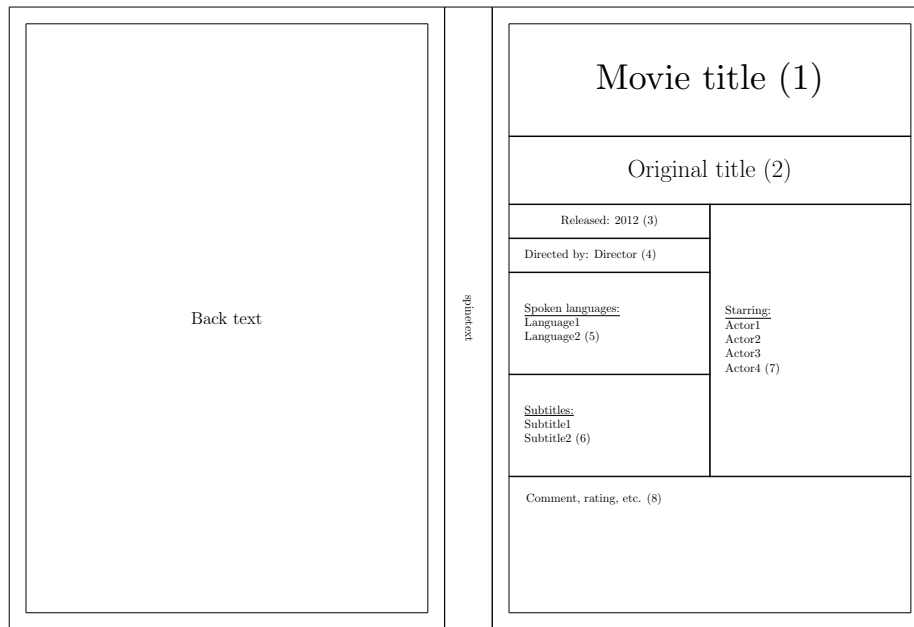 Back text
spinetext
Movie title (1)
Original title (2)
Released: 2012 (3)
Directed by: Director (4)
Spoken languages:
Language1
Language2 (5)
Subtitles:
Subtitle1
Subtitle2 (6)
Starring:
Actor1
Actor2
Actor3
Actor4 (7)
Comment, rating, etc. (8)